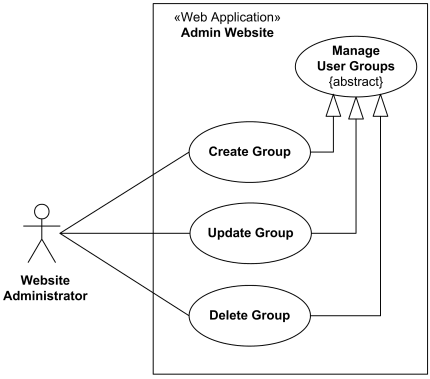 «Web Application»
Admin Website
Manage
User Groups
{abstract}
Create Group
Update Group
Website
Administrator
Delete Group